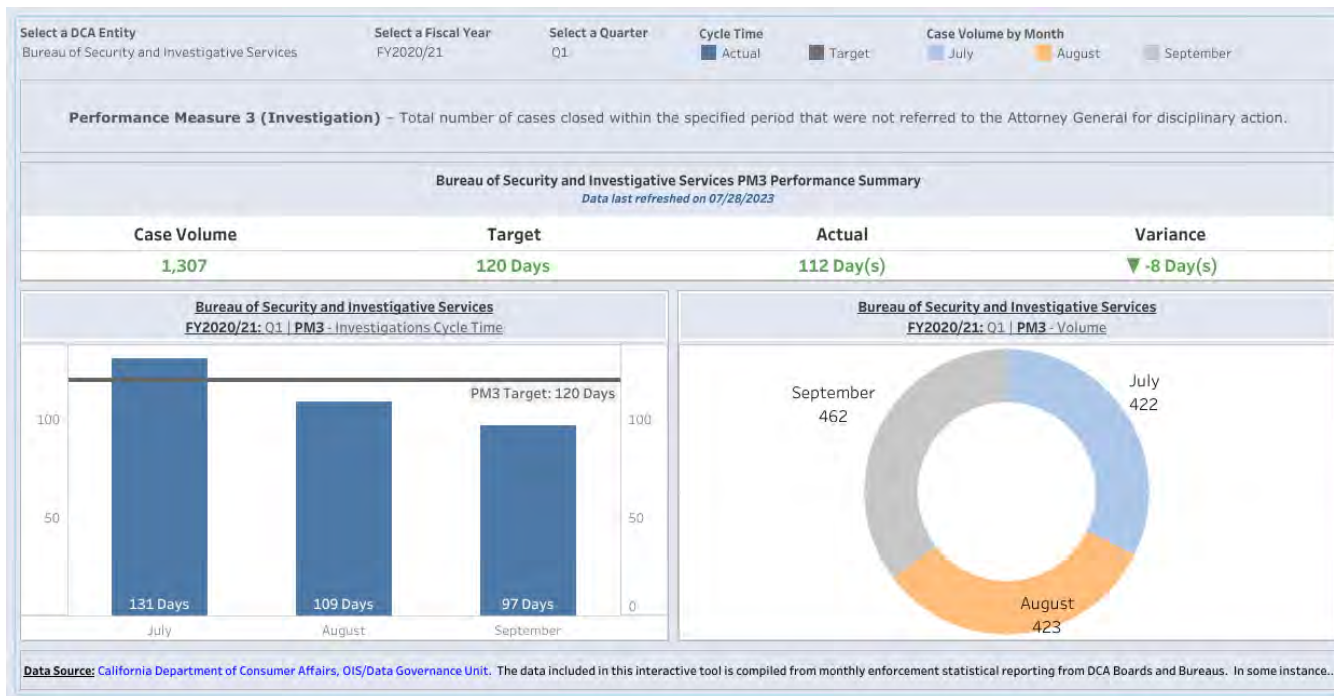 Select a DCA Entity
Bureau of Security and Investigative Services
Select a Fiscal Year
FY2020/21
Select a Quarter
Q1
Cycle Time
Actual
Target
Case Volume by Month
July
August
September
Performance Measure 3 (Investigation) – Total number of cases closed within the specified period that were not referred to the Attorney General for disciplinary action.
Bureau of Security and Investigative Services PM3 Performance Summary
Data last refreshed on 07/28/2023
Case Volume
Target
Actual
Variance
1,307
120 Days
112 Day(s)
▼ -8 Day(s)
Bureau of Security and Investigative Services
FY2020/21: Q1 | PM3 - Investigations Cycle Time
100
50
PM3 Target: 120 Days
100
50
0
131 Days
109 Days
97 Days
July
August
September
Bureau of Security and Investigative Services
FY2020/21: Q1 | PM3 - Volume
September
462
July
422
August
423
Data Source: California Department of Consumer Affairs, OIS/Data Governance Unit. The data included in this interactive tool is compiled from monthly enforcement statistical reporting from DCA Boards and Bureaus. In some instance..